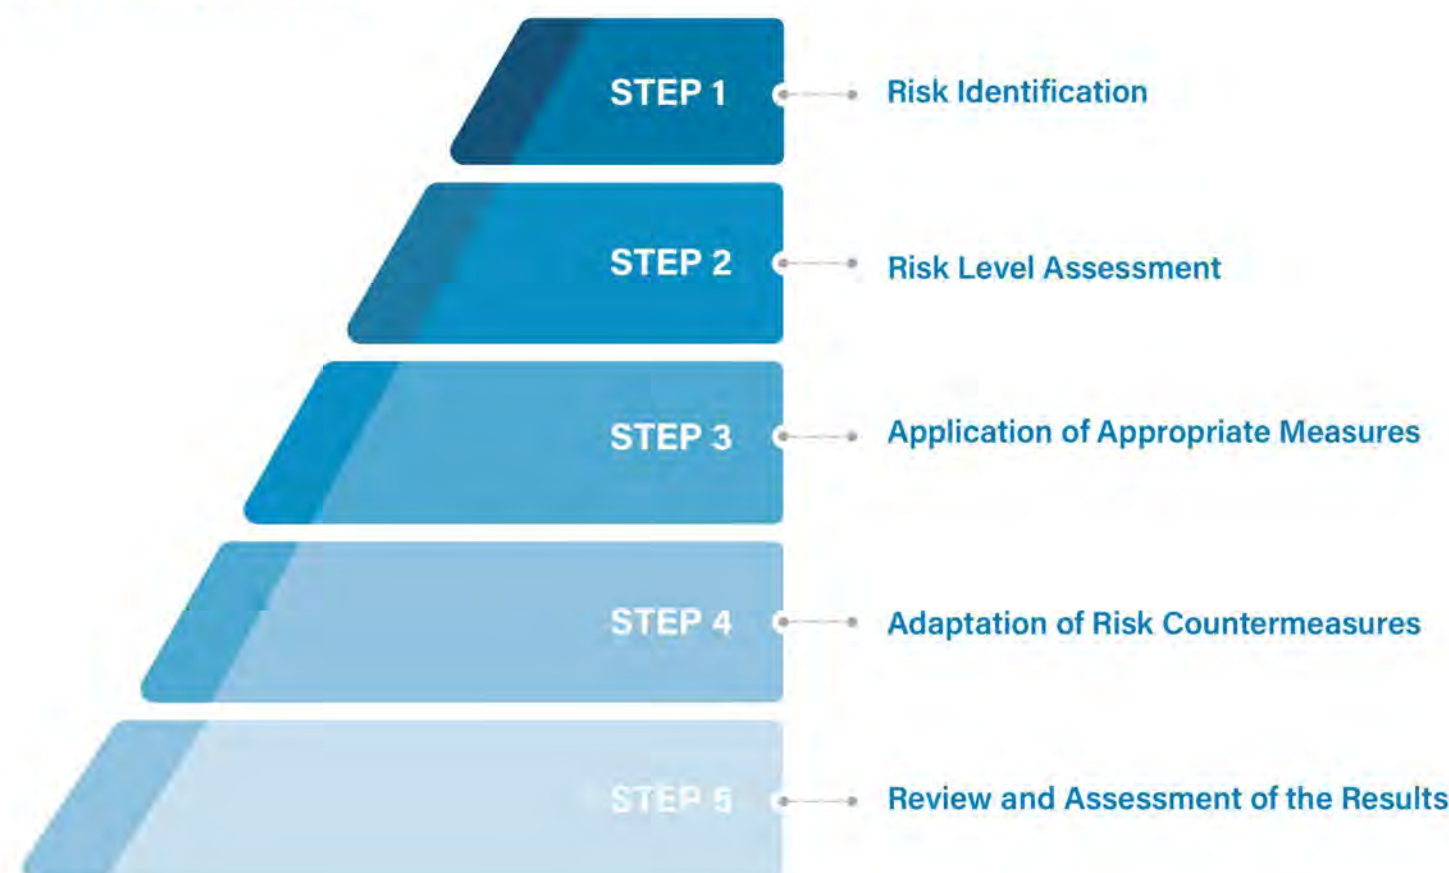 STEP 1
Risk Identification
STEP 2
Risk Level Assessment
STEP 3
Application of Appropriate Measures
STEP 4
Adaptation of Risk Countermeasures
STEP 5
Review and Assessment of the Results